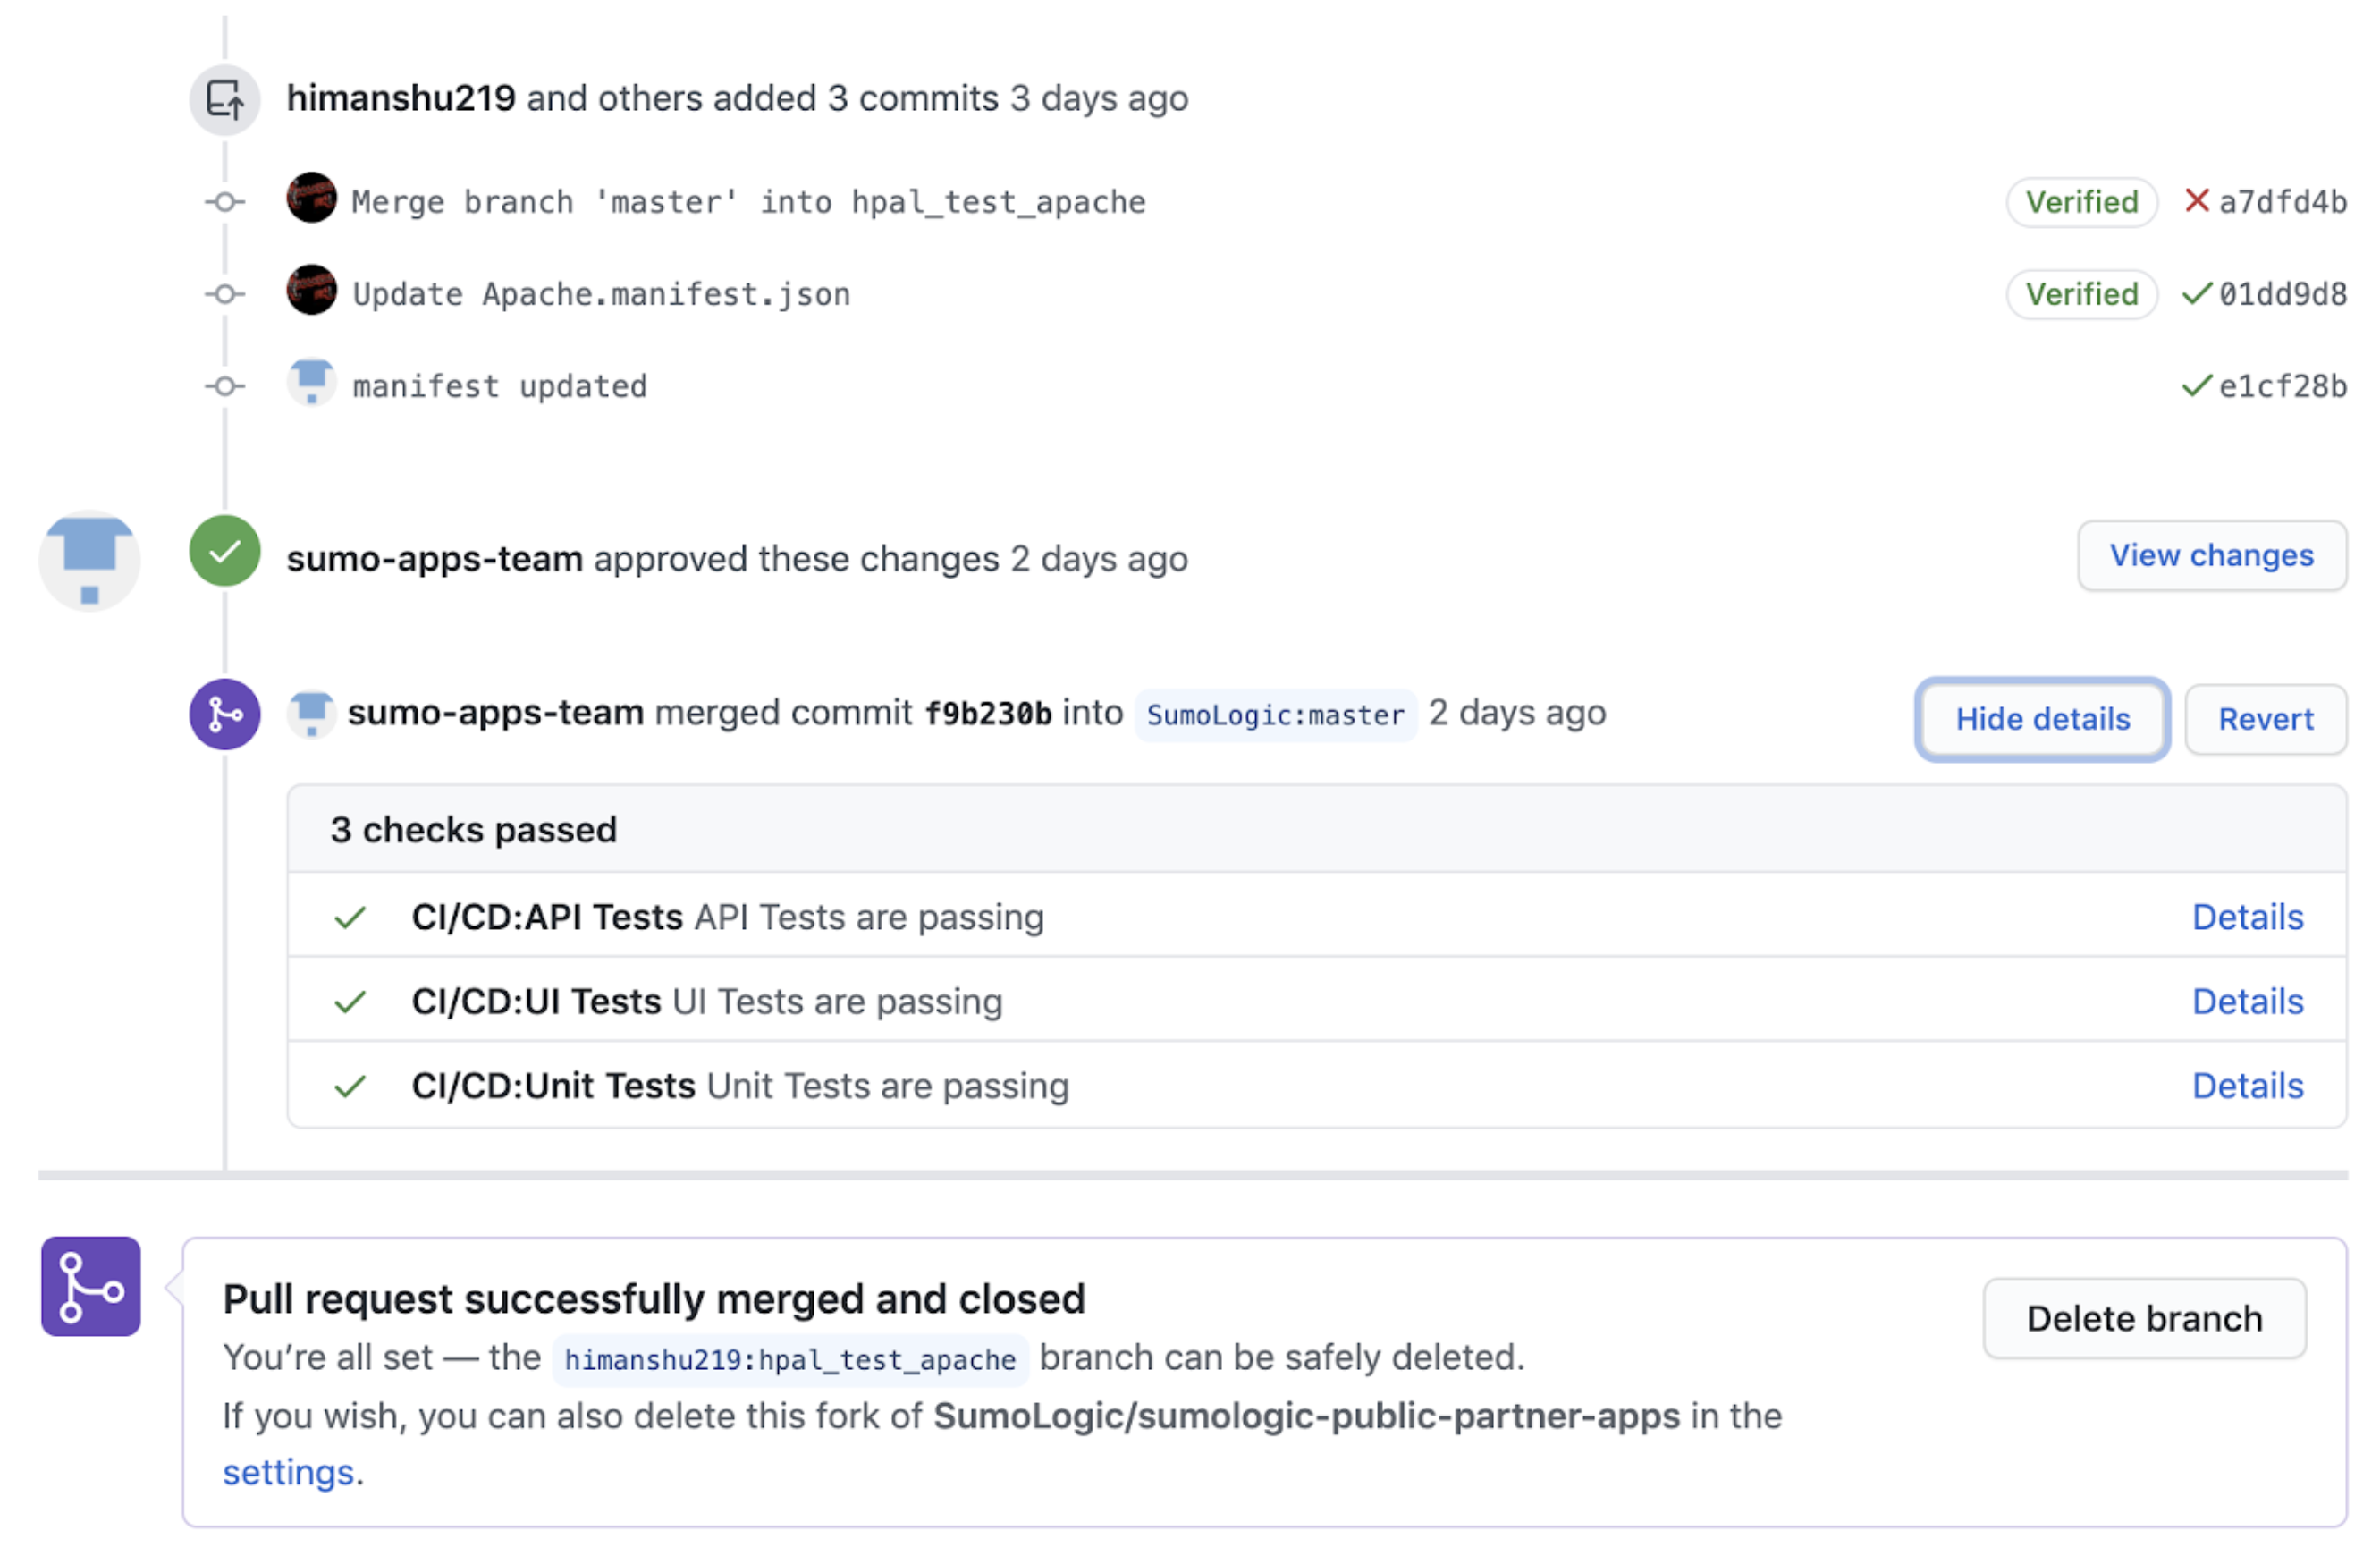 himanshu219 and others added 3 commits 3 days ago
Merge branch 'master' into hpal_test_apache Verified a7dfd4b
Update Apache.manifest.json Verified 01dd9d8
manifest updated e1cf28b
sumo-apps-team approved these changes 2 days ago View changes
sumo-apps-team merged commit f9b230b into SumoLogic:master 2 days ago Hide details Revert
3 checks passed
CI/CD:API Tests API Tests are passing Details
CI/CD:UI Tests UI Tests are passing Details
CI/CD:Unit Tests Unit Tests are passing Details
Pull request successfully merged and closed
You’re all set — the himanshu219:hpal_test_apache branch can be safely deleted. Delete branch
If you wish, you can also delete this fork of SumoLogic/sumologic-public-partner-apps in the
settings.